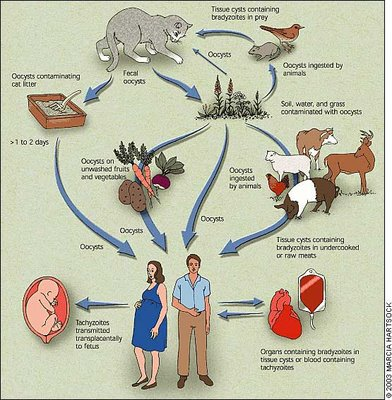 Tissue cysts containing
bradyzoites in prey
Oocysts
Oocysts contaminating
cat litter
Fecal
oocysts
Oocysts ingested by
animals
Soil, water, and grass
contaminated with oocysts
>1 to 2 days
Oocysts on
unwashed fruits
and vegetables
Oocysts
ingested
by animals
Oocysts
Oocysts
Oocysts
Tissue cysts containing
bradyzoites in undercooked
or raw meats
Tachyzoites
transmitted
transplacentally
to fetus
Organs containing bradyzoites in
tissue cysts or blood containing
tachyzoites
© 2003 MARCIA HARTSOCK